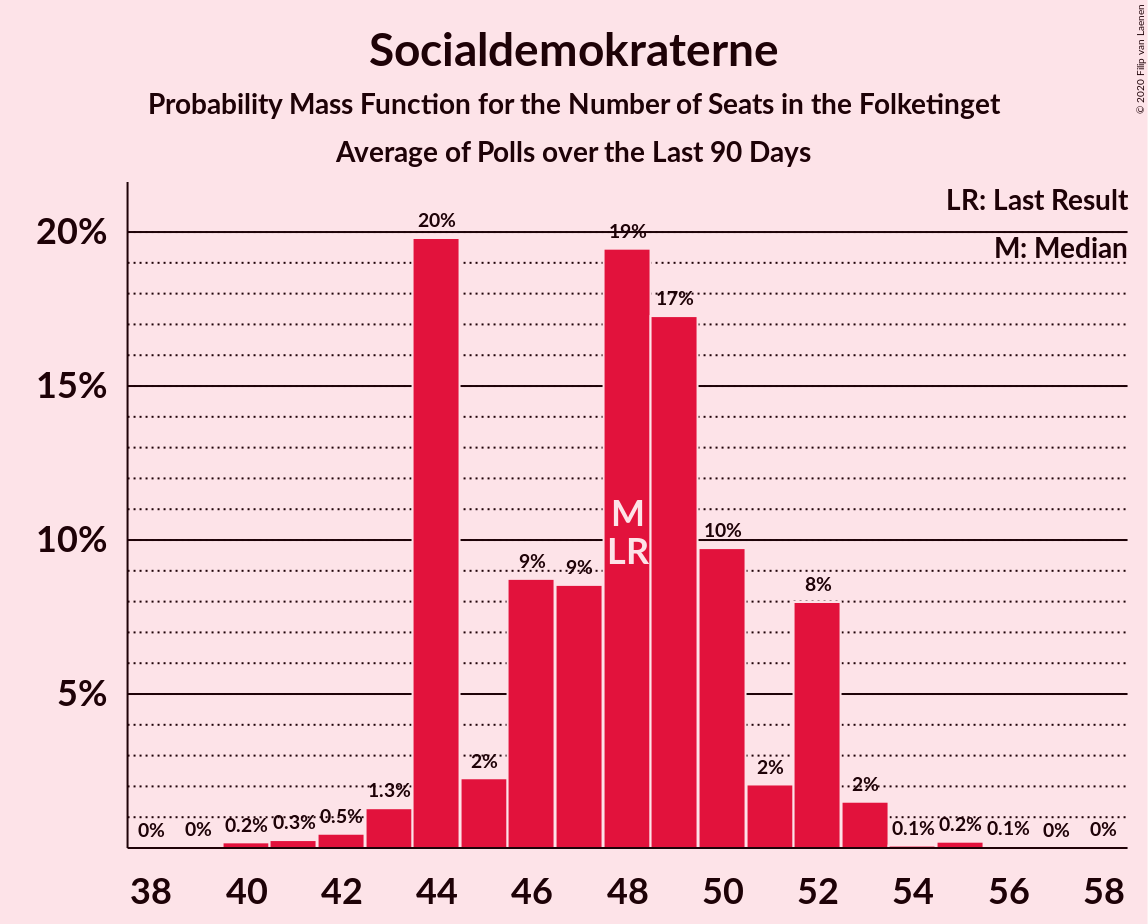 Socialdemokraterne
Probability Mass Function for the Number of Seats in the Folketinget
Average of Polls over the Last 90 Days
© 2020 Filip van Laenen
LR: Last Result
M: Median
20%
15%
10%
5%
0%
0%
0.2%
0.3%
0.5%
1.3%
20%
2%
9%
9%
19%
17%
10%
2%
8%
2%
0.1%
0.2%
0.1%
0%
0%
M
LR
38 40 42 44 46 48 50 52 54 56 58